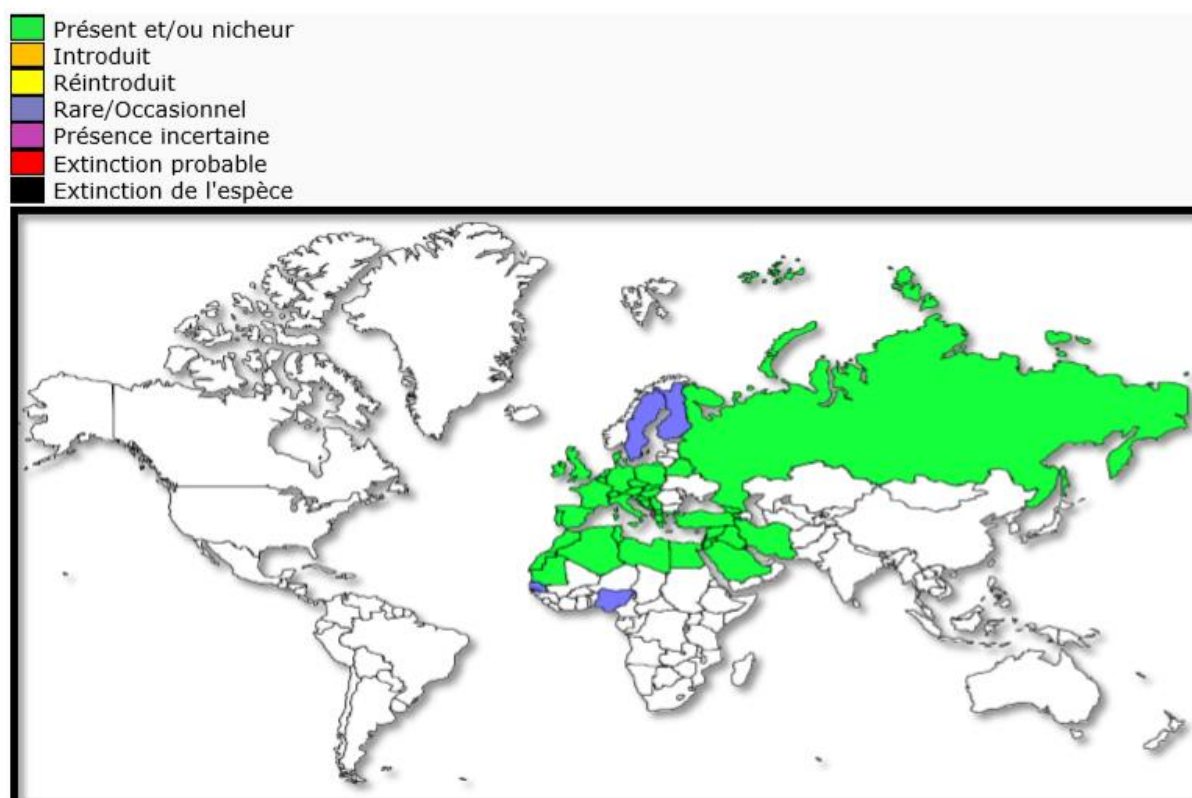 Présent et/ou nicheur
Introduit
Réintroduit
Rare/Occasionnel
Présence incertaine
Extinction probable
Extinction de l'espèce